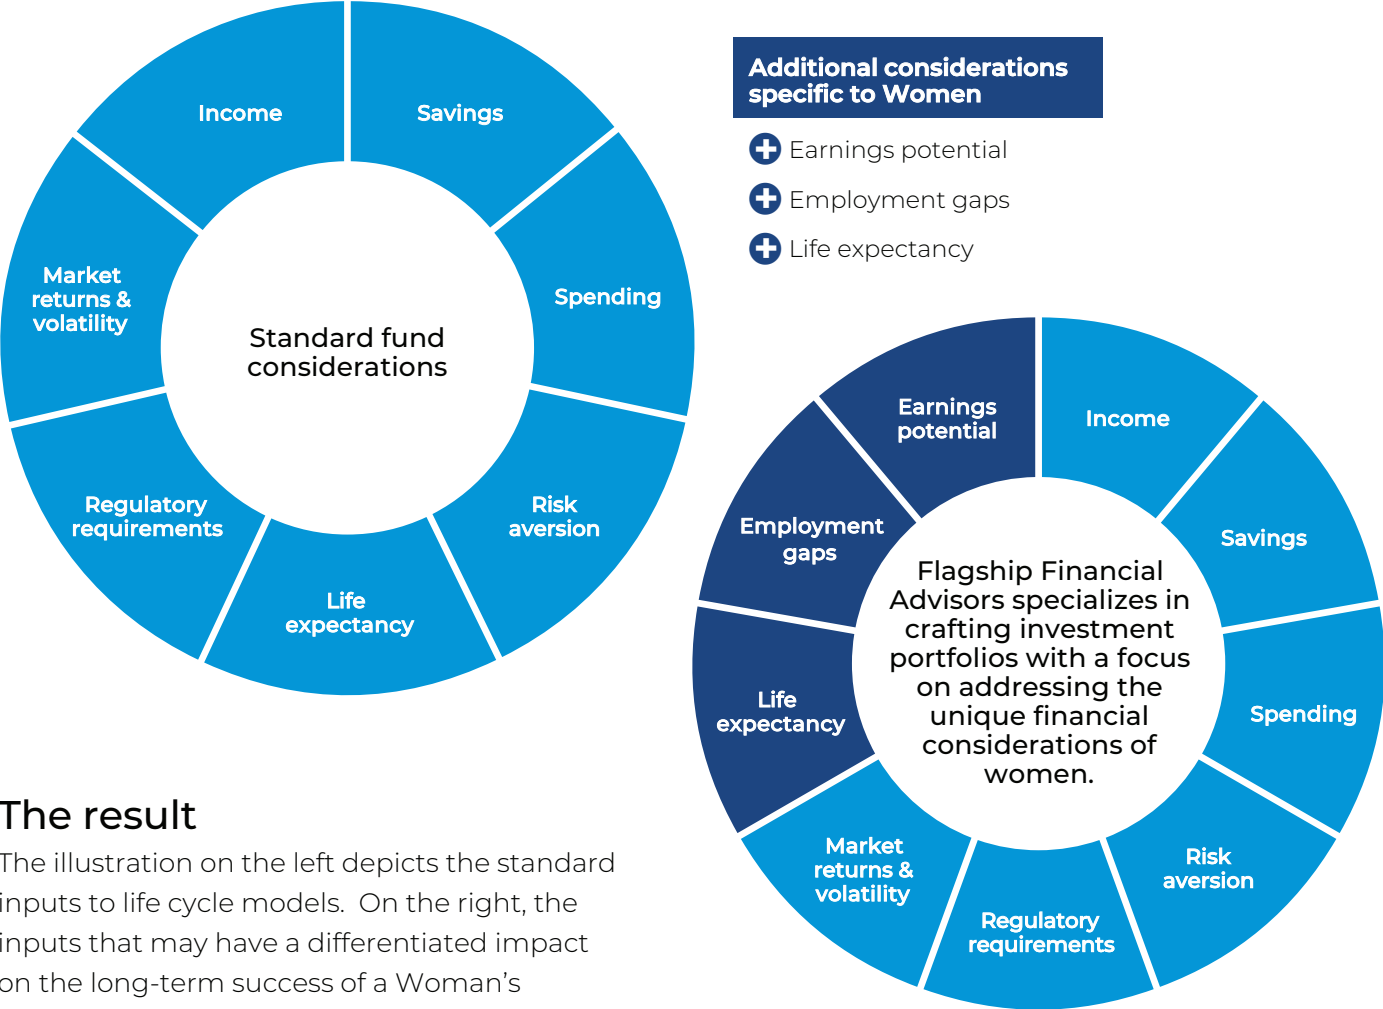 Income
Savings
Spending
Risk
aversion
Life
expectancy
Regulatory
requirements
Market
returns &
volatility
Standard fund
considerations
Additional considerations
specific to Women
Earnings potential
Employment gaps
Life expectancy
Earnings
potential
Income
Savings
Spending
Risk
aversion
Regulatory
requirements
Market
returns &
volatility
Life
expectancy
Employment
gaps
Flagship Financial
Advisors specializes in
crafting investment
portfolios with a focus
on addressing the
unique financial
considerations of
women.
The result
The illustration on the left depicts the standard
inputs to life cycle models.  On the right, the
inputs that may have a differentiated impact
on the long-term success of a Woman’s